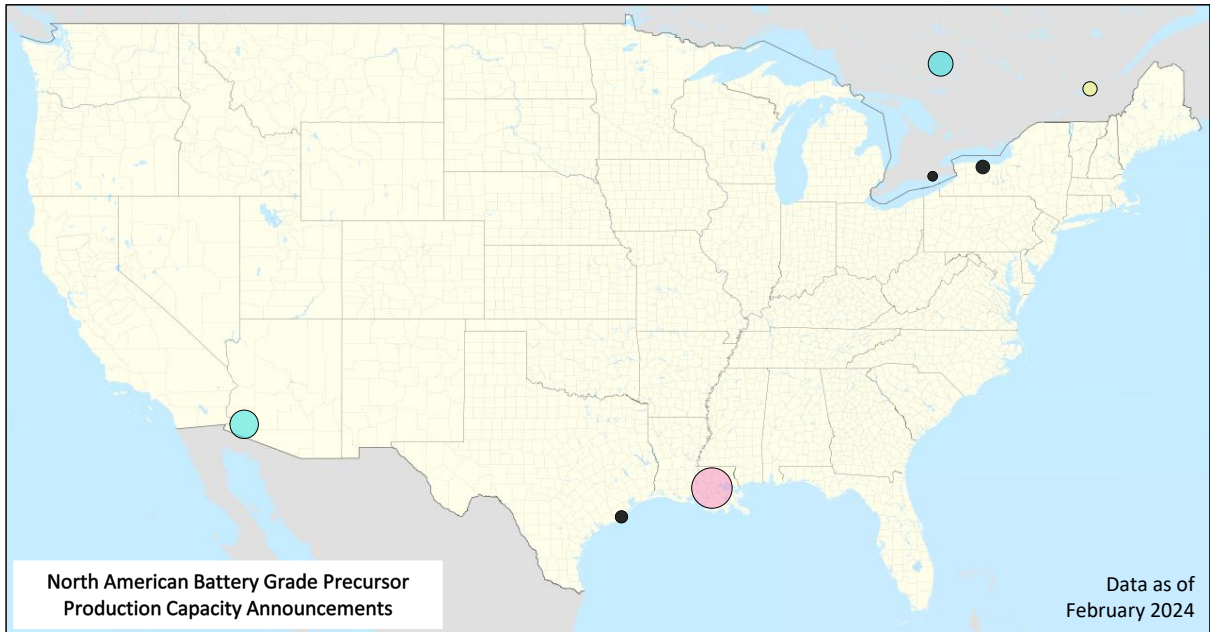 North American Battery Grade Precursor
Production Capacity Announcements
Data as of
February 2024